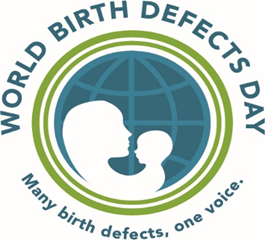 WORLD BIRTH DEFECTS DAY
Many birth defects, one voice.